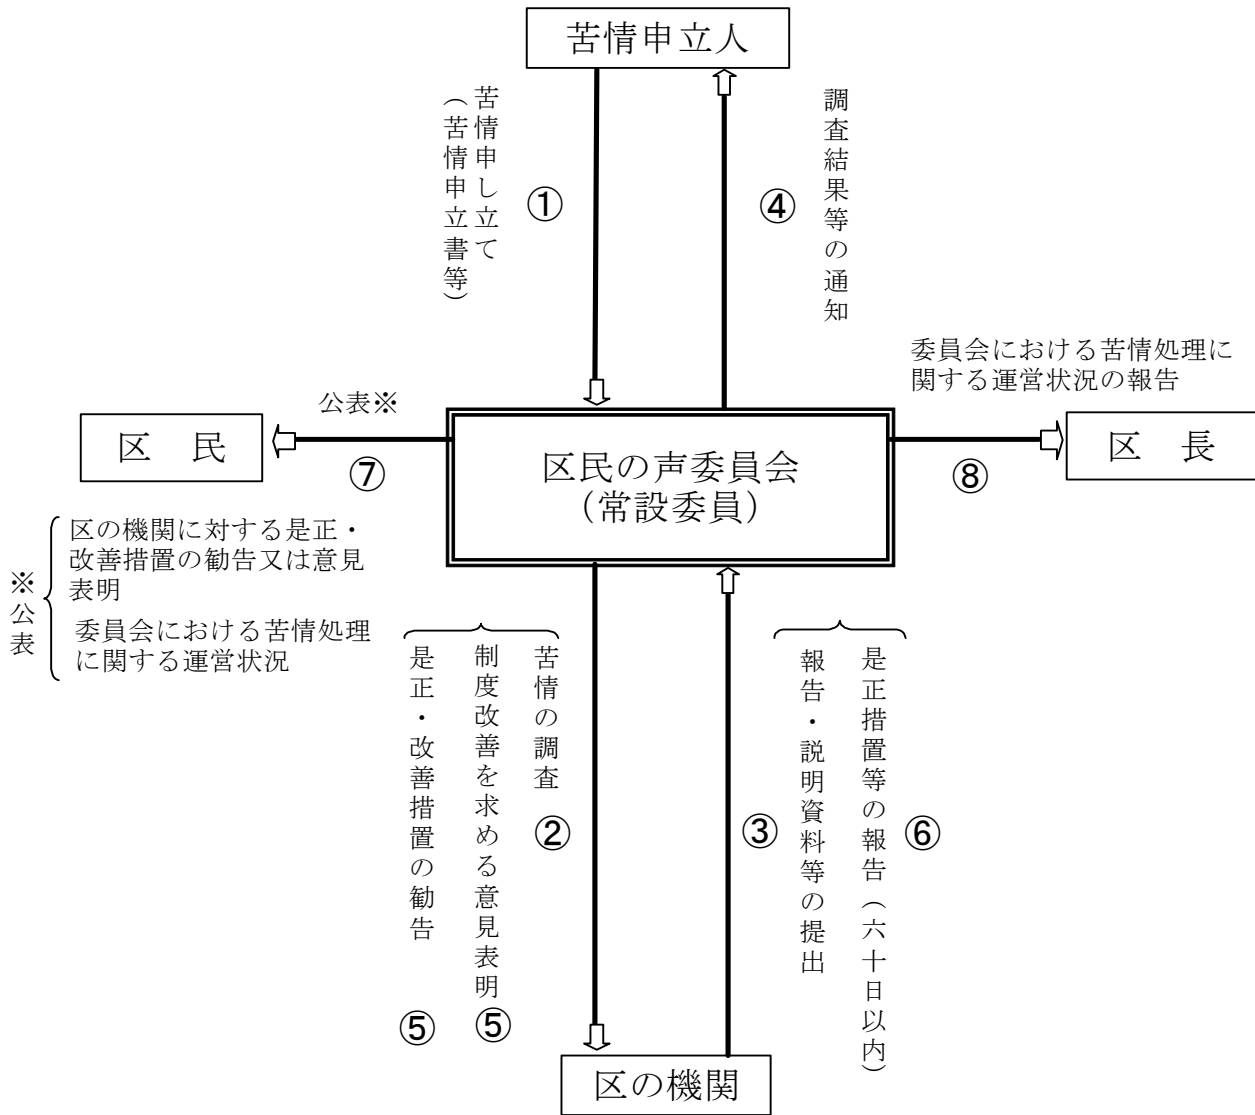 苦情申立人
苦情申し立て
（苦情申立書等）
①
④
調査結果等の通知
委員会における苦情処理に
関する運営状況の報告
公表※
区　民
⑦
区民の声委員会
（常設委員）
⑧
区　長
※公表
区の機関に対する是正・
改善措置の勧告又は意見
表明
委員会における苦情処理
に関する運営状況
苦情の調査
②
制度改善を求める意見表明
⑤
是正・改善措置の勧告
⑤
③
是正措置等の報告（六十日以内）
⑥
報告・説明資料等の提出
区の機関